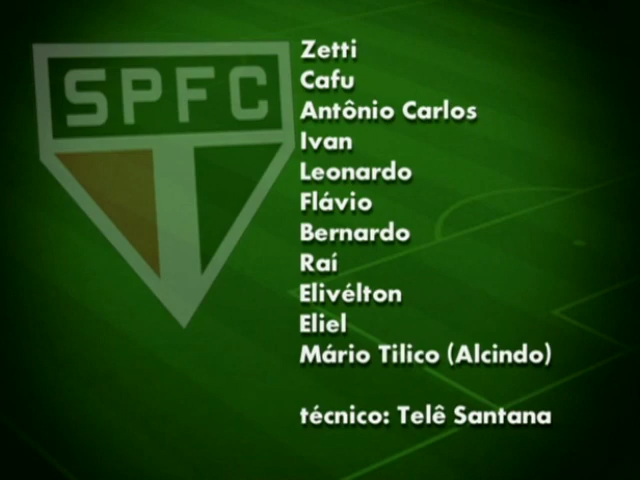 SPFC
Zetti
Cafu
Antônio Carlos
Ivan
Leonardo
Flávio
Bernardo
Raí
Elivélton
Eliel
Mário Tilico (Alcindo)
técnico: Telê Santana